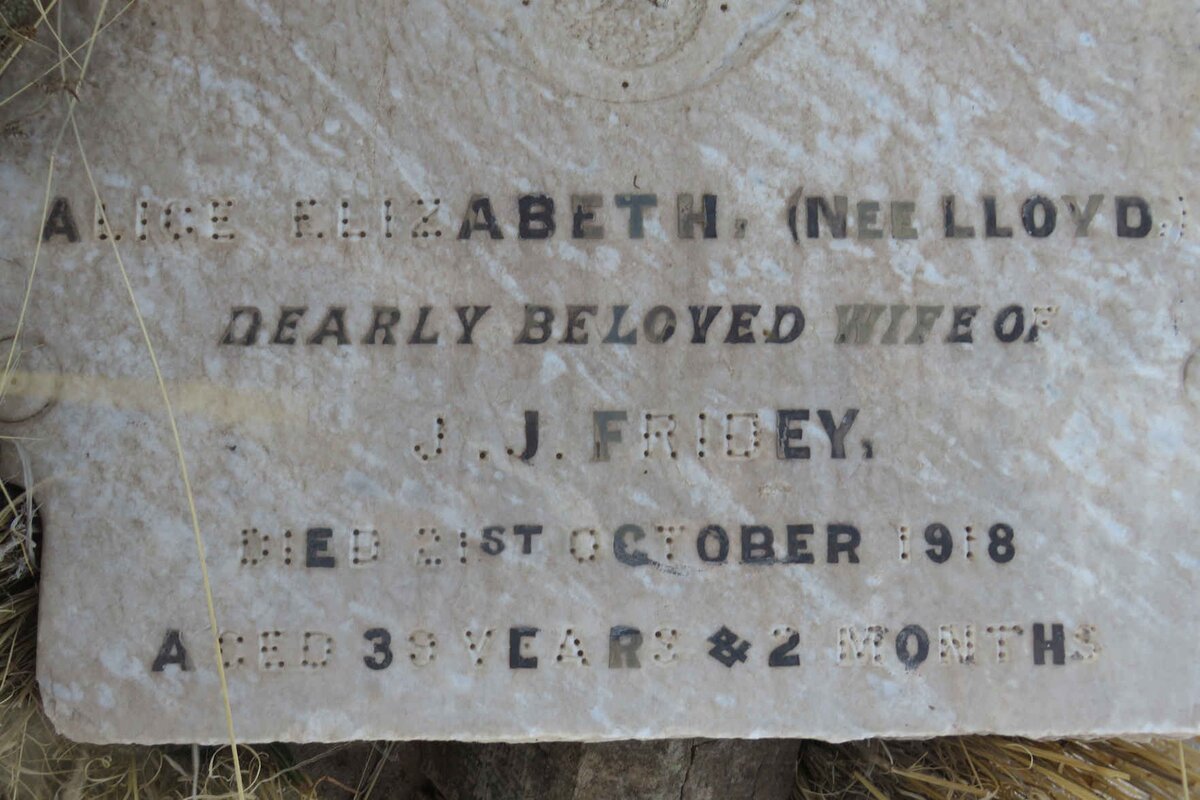 ALICE ELIZABETH, (NEE LLOYD,)
DEARLY BELOVED WIFE OF
J. J. FRIDEY,
DIED 21ST OCTOBER 1918
AGED 39 YEARS & 2 MONTHS